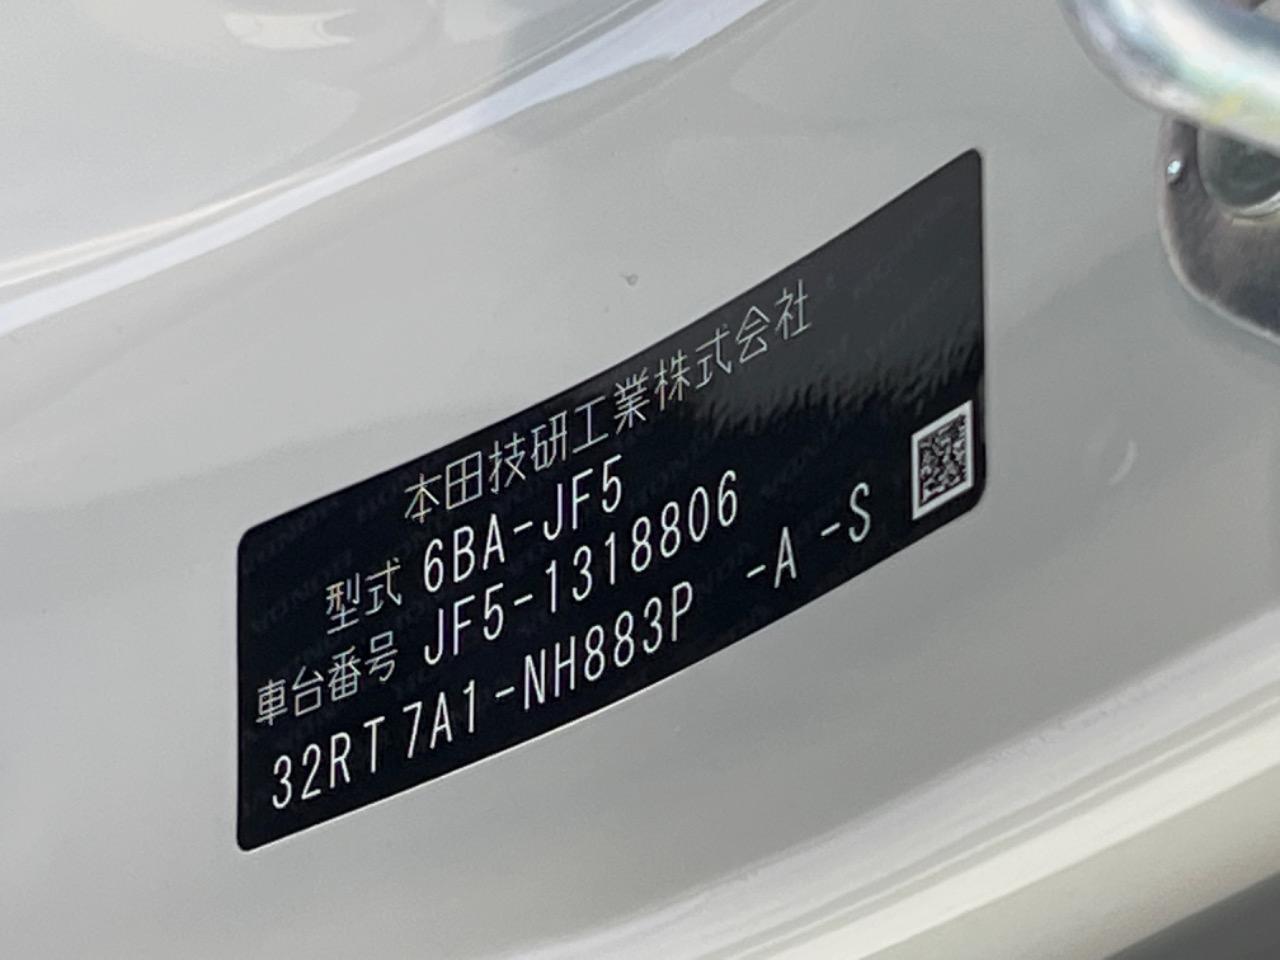 本田技研工業株式会社
型式 6BA-JF5
車台番号 JF5-1318806
32RT 7A1 -NH883P -A -S